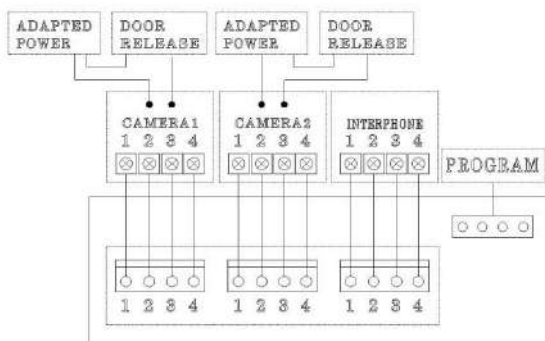 ADAPTED POWER
DOOR RELEASE
ADAPTED POWER
DOOR RELEASE
CAMERA1
1 2 3 4
CAMERA2
1 2 3 4
INTERPHONE
1 2 3 4
PROGRAM
1 2 3 4
1 2 3 4
1 2 3 4